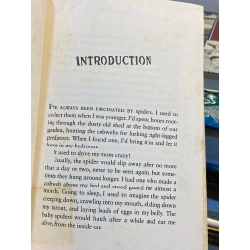 INTRODUCTION
I'VE ALWAYS BEEN FASCINATED BY spiders. I used to
collect them when I was younger. I'd spend hours root-
ing through the dusty old shed at the bottom of our
garden, hunting the cobwebs for lurking eight-legged
predators. When I found one, I'd bring it in and let it
loose in my bedroom.
It used to drive my mom crazy!
Usually, the spider would slip away after no more
than a day or two, never to be seen again, but some-
times they hung around longer. I had one who made a
cobweb above my bed and stood guard for almost a
month. Going to sleep, I used to imagine the spider
creeping down, crawling into my mouth, sliding down
my throat, and laying loads of eggs in my belly. The
baby spiders would hatch after a while and eat me
alive, from the inside out